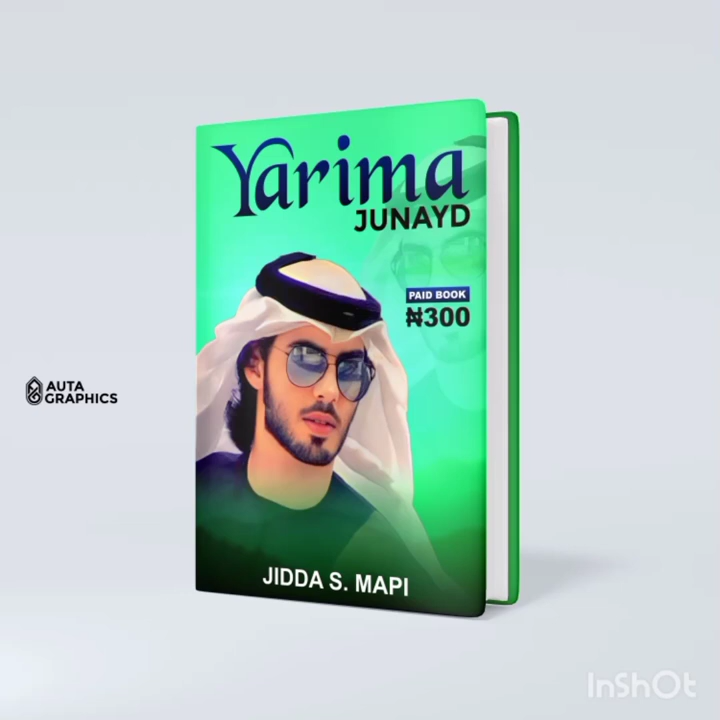 Yarima
JUNAYD
PAID BOOK
₦300
AUTA
GRAPHICS
JIDDA S. MAPI
InShOt